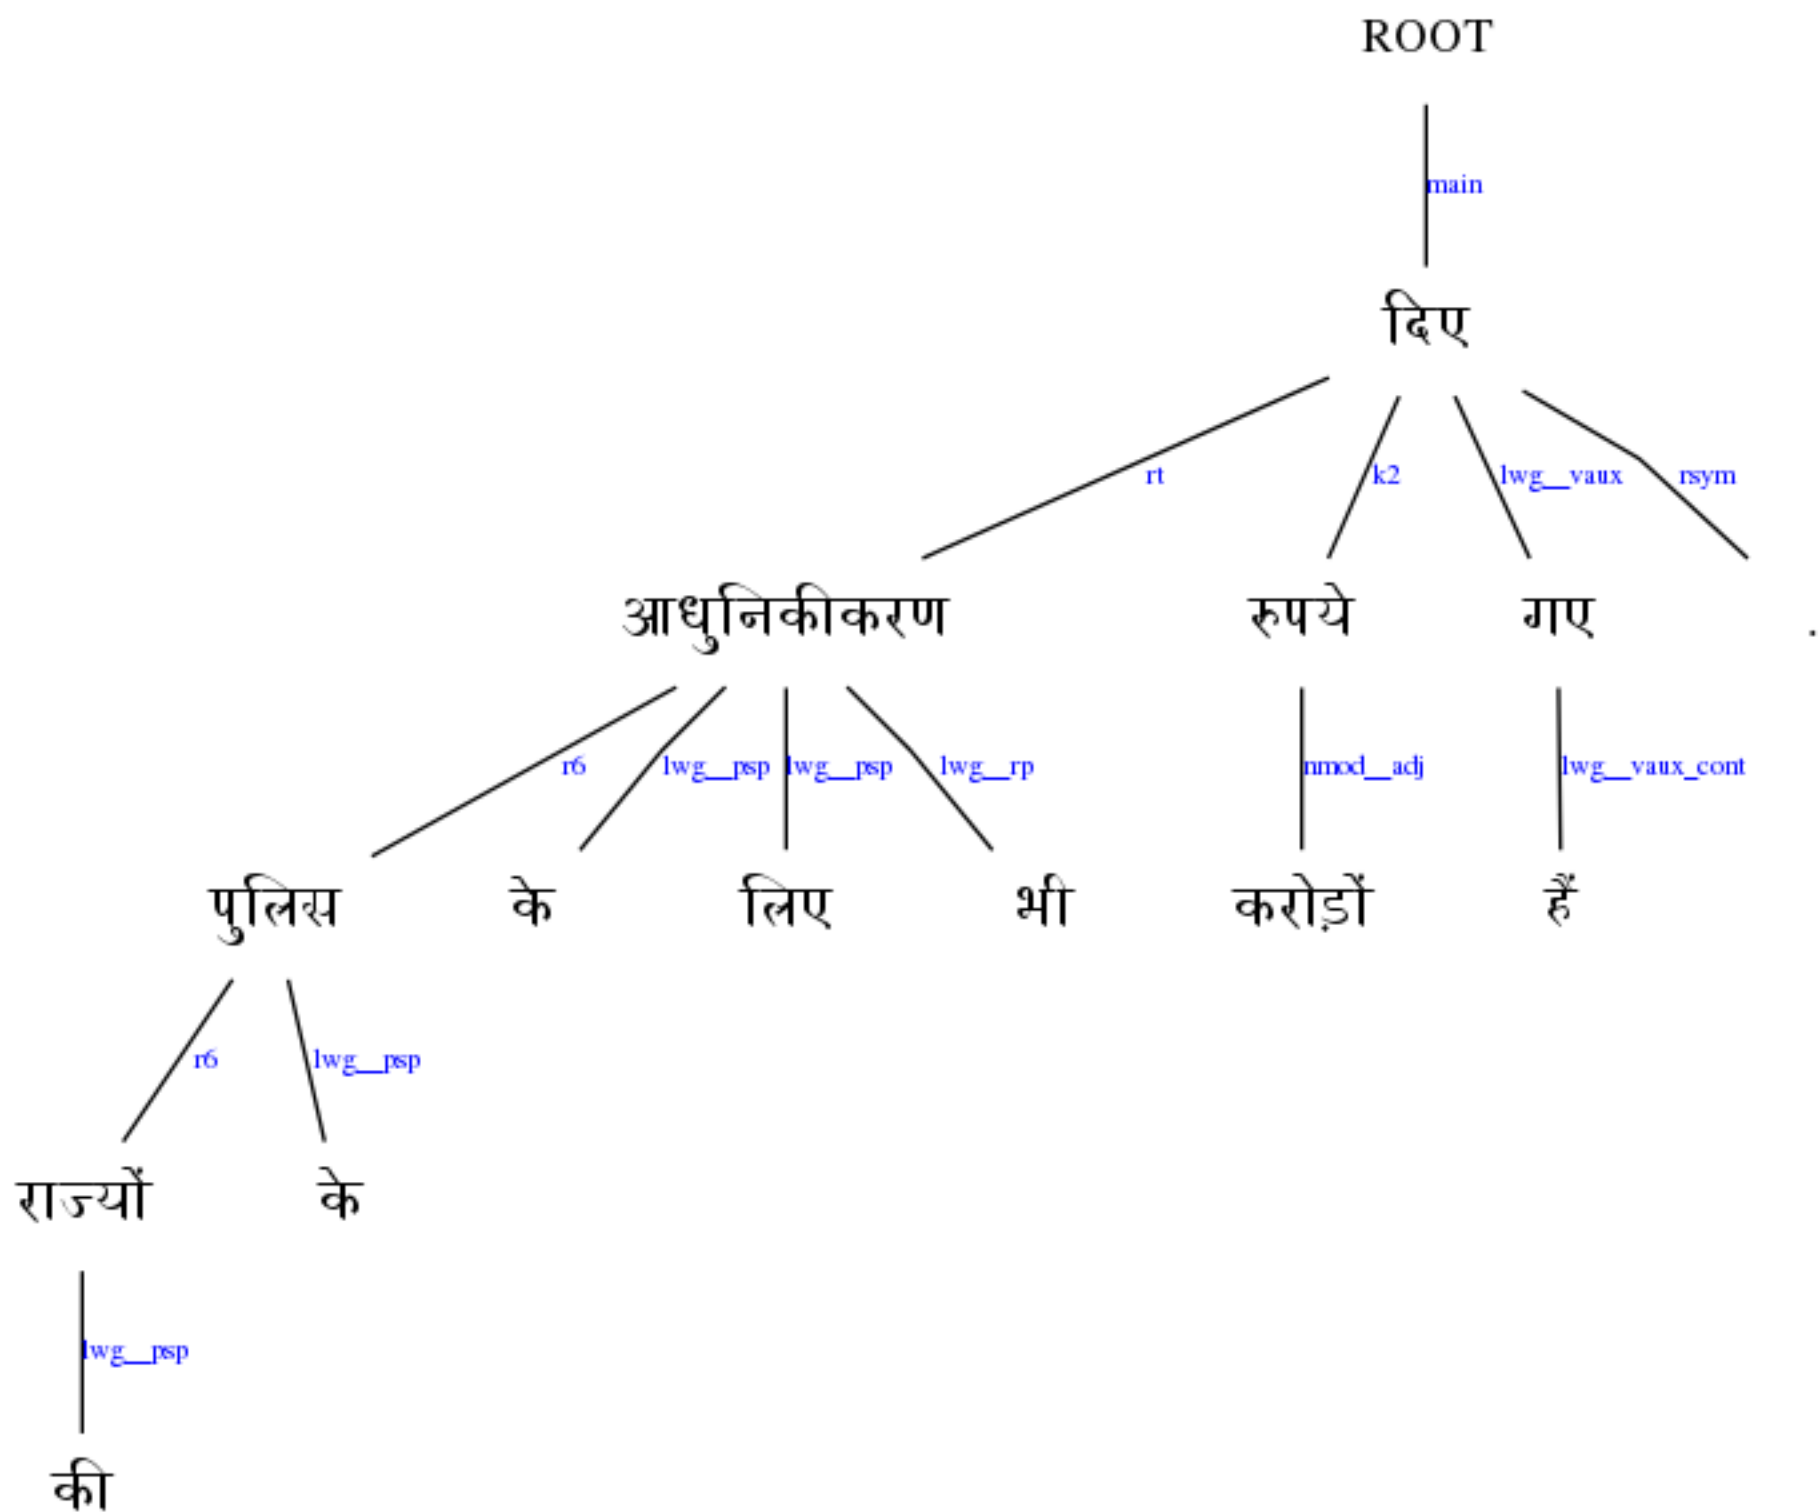 ROOT
main
दिए
rt k2 lwg__vaux rsym
आधुनिकीकरण रुपये गए .
r6 lwg__psp lwg__psp lwg__rp nmod__adj lwg__vaux_cont
पुलिस के लिए भी करोड़ों हैं
r6 lwg__psp
राज्यों के
lwg__psp
की